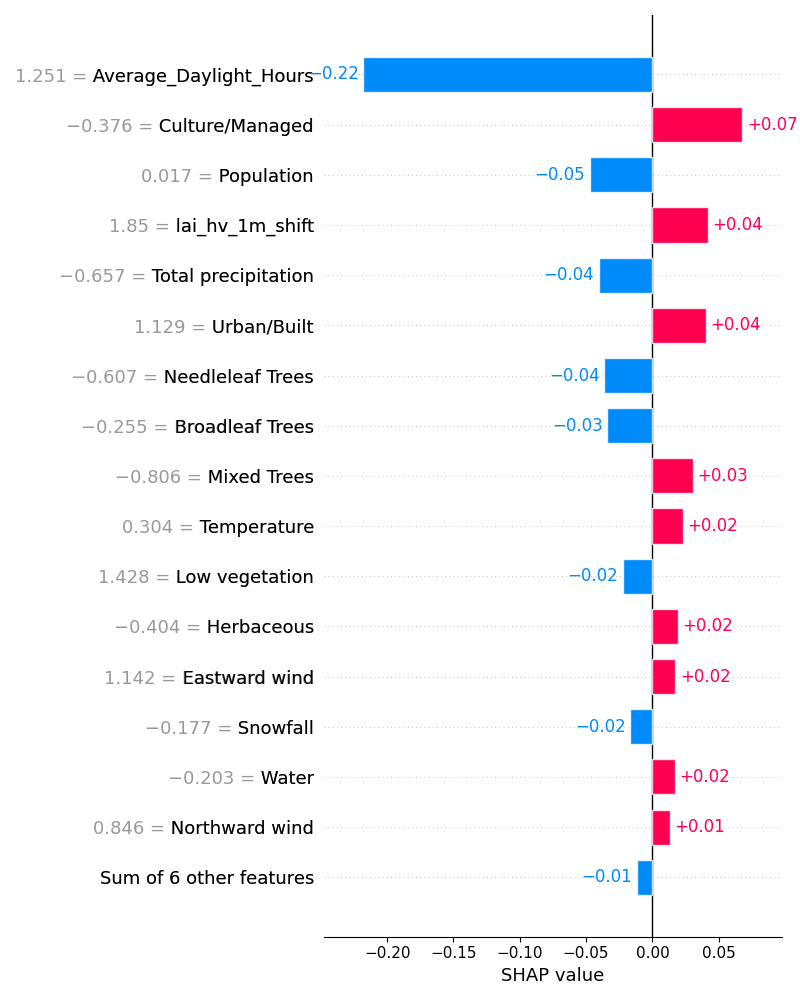 1.251 = Average_Daylight_Hours −0.22
−0.376 = Culture/Managed +0.07
0.017 = Population −0.05
1.85 = lai_hv_1m_shift +0.04
−0.657 = Total precipitation −0.04
1.129 = Urban/Built +0.04
−0.607 = Needleleaf Trees −0.04
−0.255 = Broadleaf Trees −0.03
−0.806 = Mixed Trees +0.03
0.304 = Temperature +0.02
1.428 = Low vegetation −0.02
−0.404 = Herbaceous +0.02
1.142 = Eastward wind +0.02
−0.177 = Snowfall −0.02
−0.203 = Water +0.02
0.846 = Northward wind +0.01
Sum of 6 other features −0.01
−0.20 −0.15 −0.10 −0.05 0.00 0.05
SHAP value